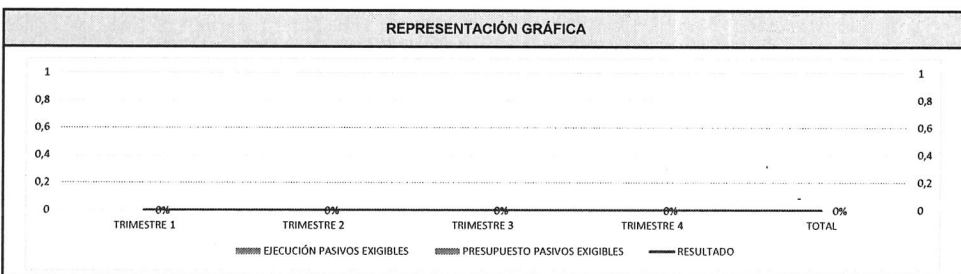 REPRESENTACIÓN GRÁFICA
1 1
0,8 0,8
0,6 0,6
0,4 0,4
0,2 0,2
0 0% 0% 0% 0% 0% 0
TRIMESTRE 1 TRIMESTRE 2 TRIMESTRE 3 TRIMESTRE 4 TOTAL
EJECUCIÓN PASIVOS EXIGIBLES PRESUPUESTO PASIVOS EXIGIBLES RESULTADO